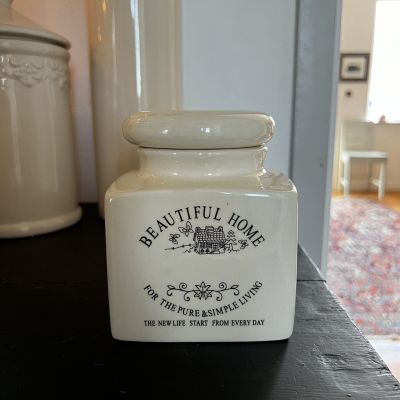 BEAUTIFUL HOME
FOR THE PURE & SIMPLE LIVING
THE NEW LIFE START FROM EVERY DAY